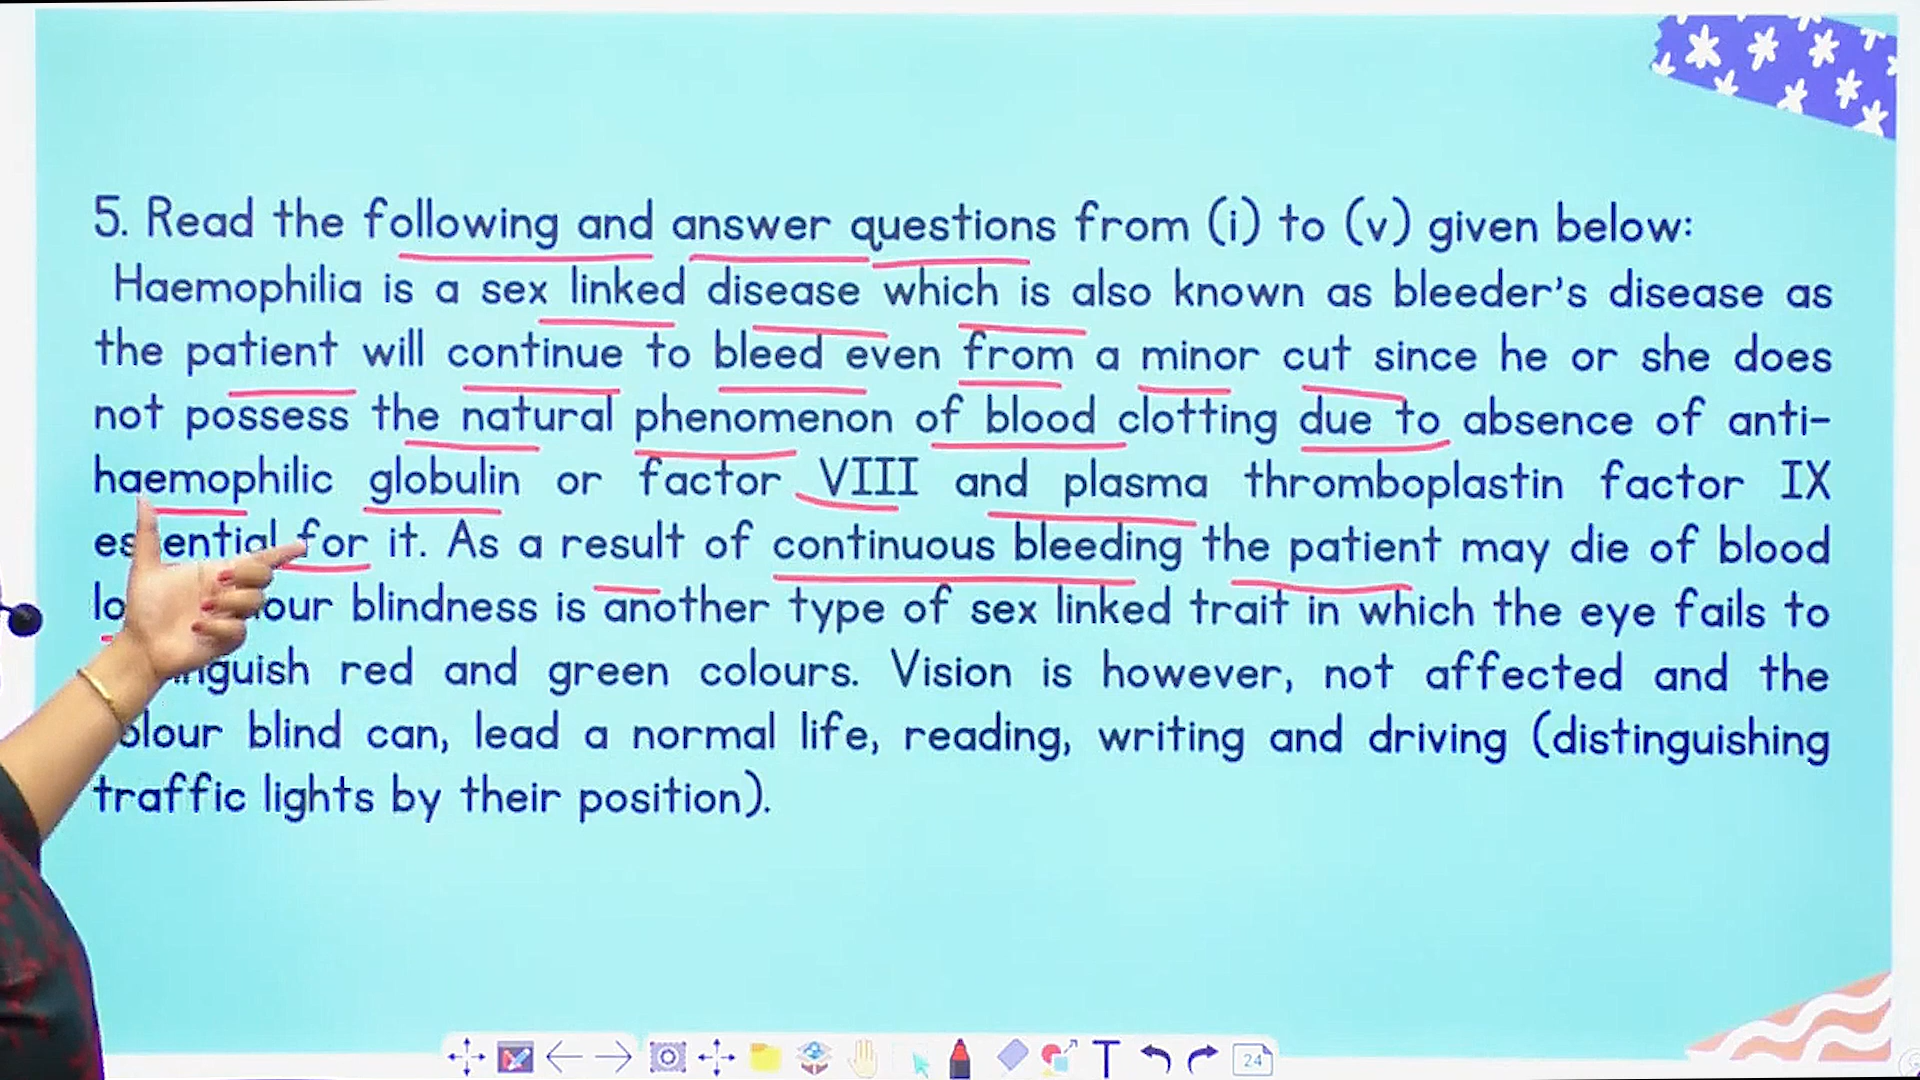 5. Read the following and answer questions from (i) to (v) given below:
Haemophilia is a sex linked disease which is also known as bleeder's disease as
the patient will continue to bleed even from a minor cut since he or she does
not possess the natural phenomenon of blood clotting due to absence of anti-
haemophilic globulin or factor VIII and plasma thromboplastin factor IX
essential for it. As a result of continuous bleeding the patient may die of blood
blindness is another type of sex linked trait in which the eye fails to
red and green colours. Vision is however, not affected and the
colour blind can, lead a normal life, reading, writing and driving (distinguishing
traffic lights by their position).
T 24